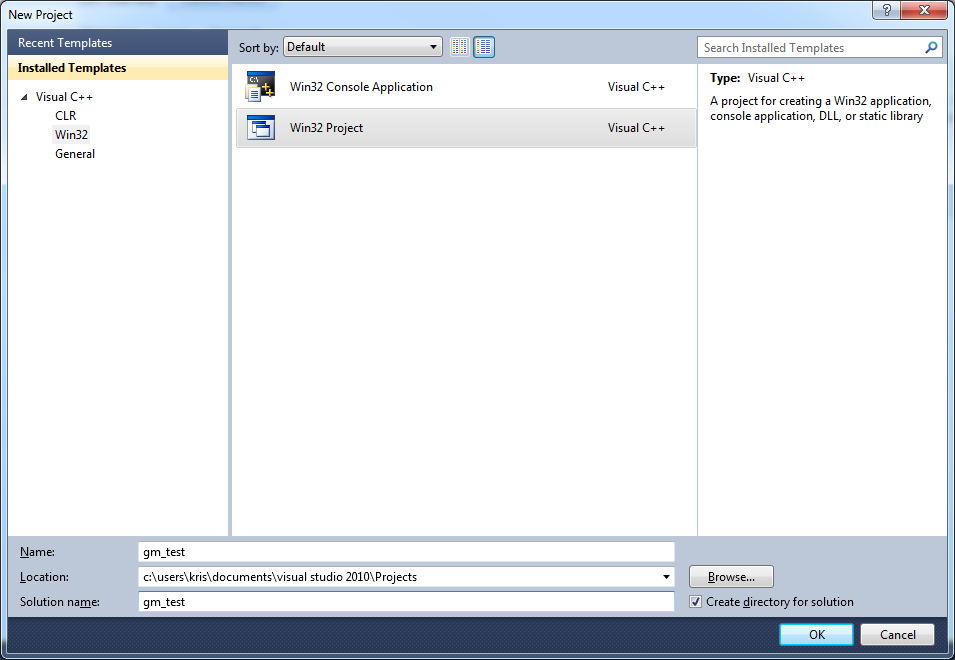 New Project
?
Recent Templates
Installed Templates
Visual C++
CLR
Win32
General
Sort by: Default
Search Installed Templates
C:\
Win32 Console Application Visual C++
Win32 Project Visual C++
Type: Visual C++
A project for creating a Win32 application,
console application, DLL, or static library
Name: gm_test
Location: c:\users\kris\documents\visual studio 2010\Projects Browse...
Solution name: gm_test Create directory for solution
OK Cancel